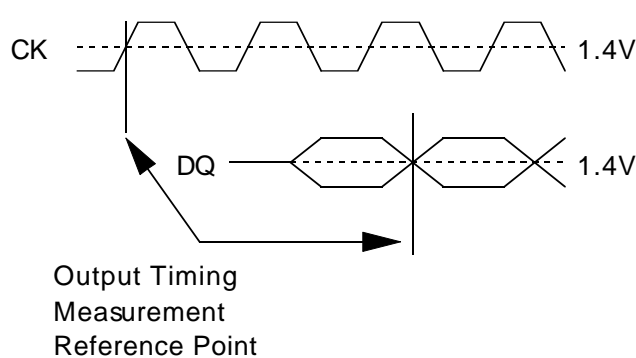 CK 1.4V
DQ 1.4V
Output Timing
Measurement
Reference Point